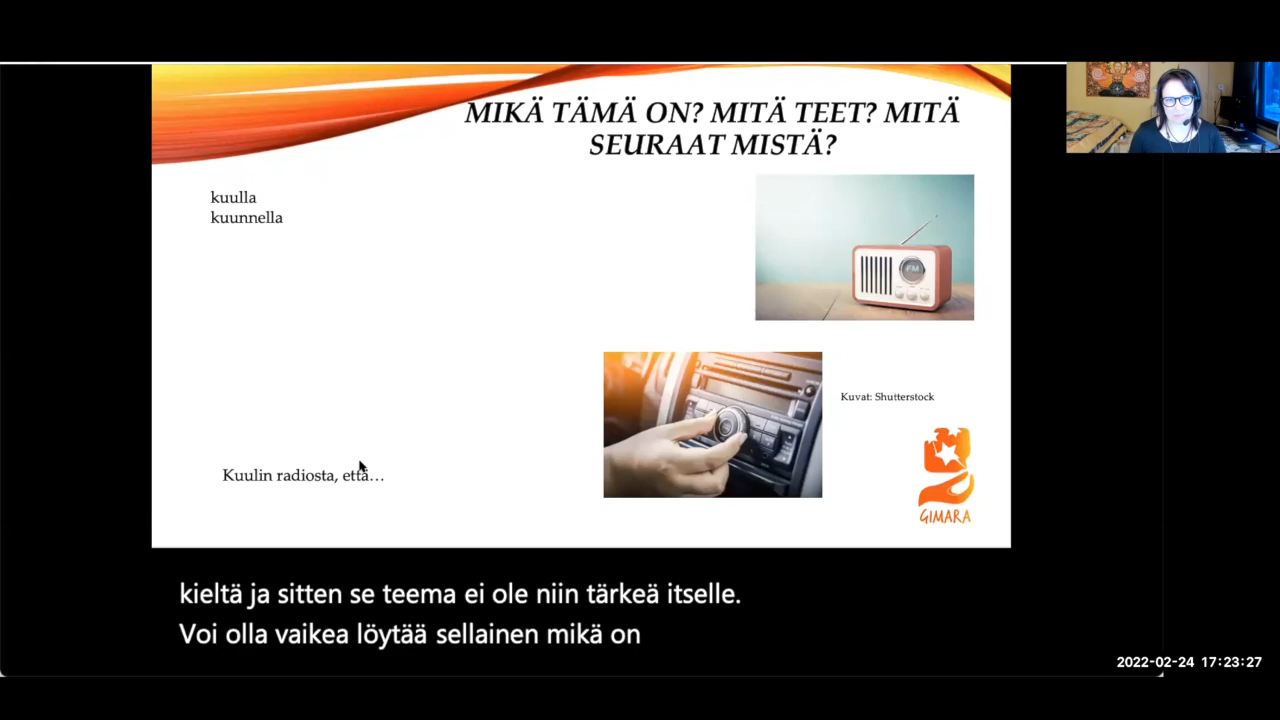 MIKÄ TÄMÄ ON? MITÄ TEET? MITÄ
SEURAAT MISTÄ?
kuulla
kuunnella
FM
Kuvat: Shutterstock
Kuulin radiosta, että…
GIMARA
kieltä ja sitten se teema ei ole niin tärkeä itselle.
Voi olla vaikea löytää sellainen mikä on
2022-02-24 17:23:27